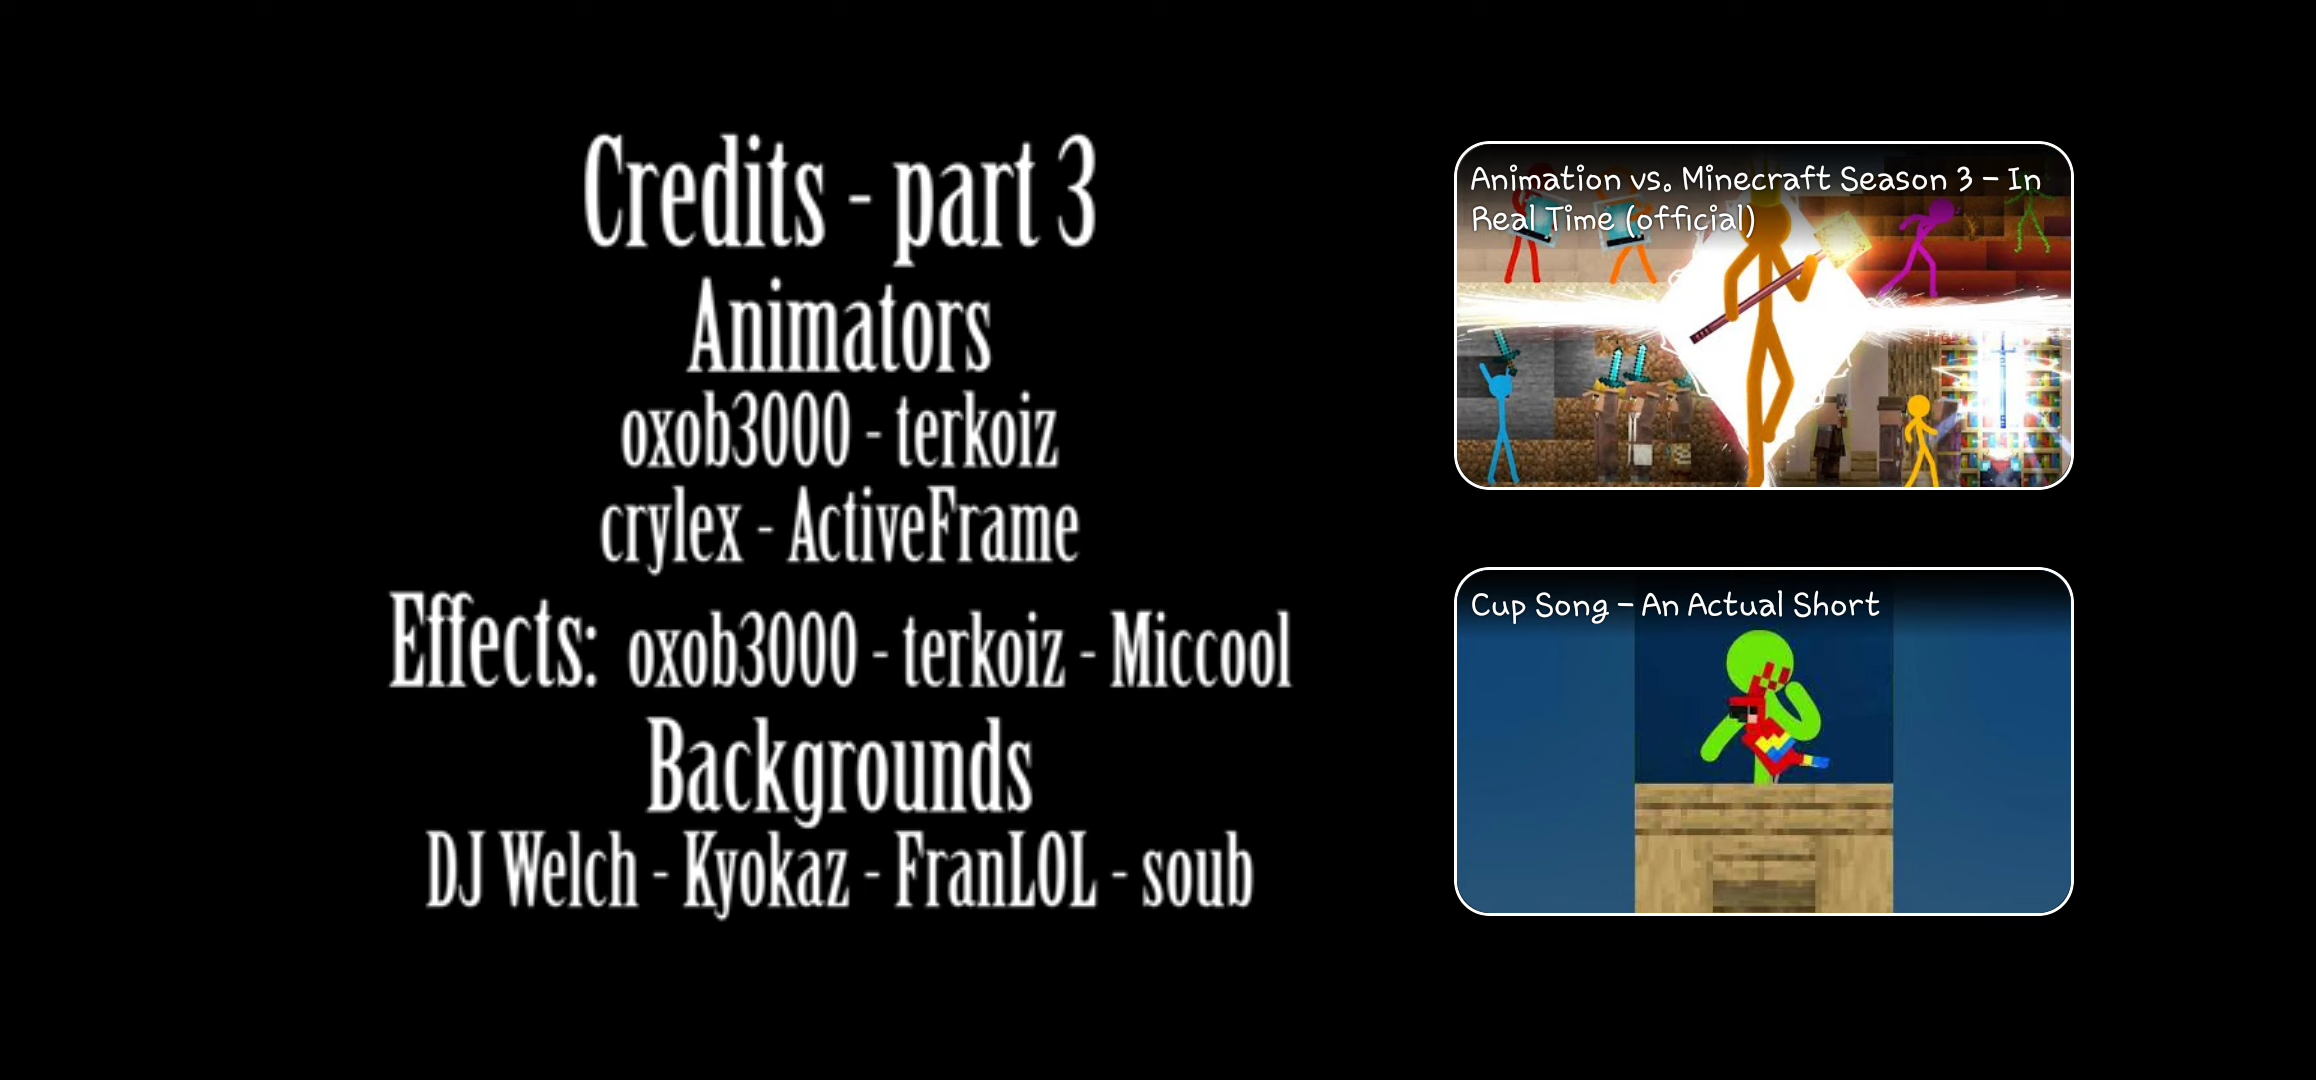 Credits - part 3
Animators
oxob3000 - terkoiz
crylex - ActiveFrame
Effects: oxob3000 - terkoiz - Miccool
Backgrounds
DJ Welch - Kyokaz - FranLOL - soub
Animation vs. Minecraft Season 3 - In
Real Time (official)
Cup Song - An Actual Short